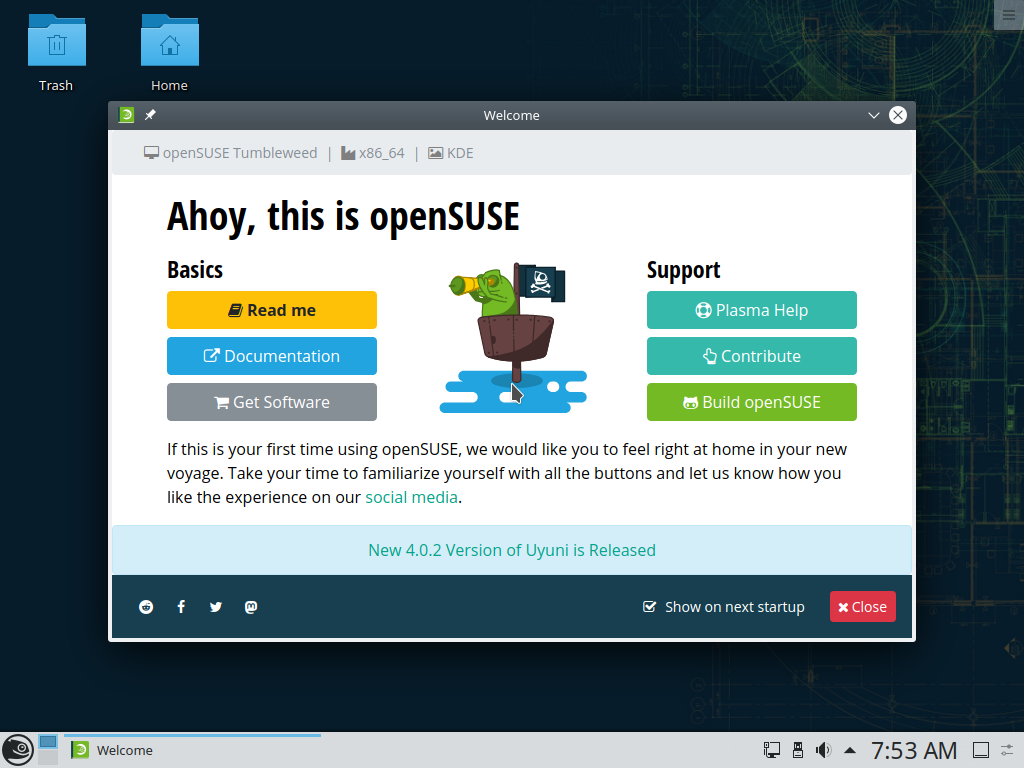 Trash
Home
Welcome
openSUSE Tumbleweed | x86_64 | KDE
Ahoy, this is openSUSE
Basics
Read me
Documentation
Get Software
Support
Plasma Help
Contribute
Build openSUSE
If this is your first time using openSUSE, we would like you to feel right at home in your new
voyage. Take your time to familiarize yourself with all the buttons and let us know how you
like the experience on our social media.
New 4.0.2 Version of Uyuni is Released
Show on next startup
Close
Welcome
7:53 AM